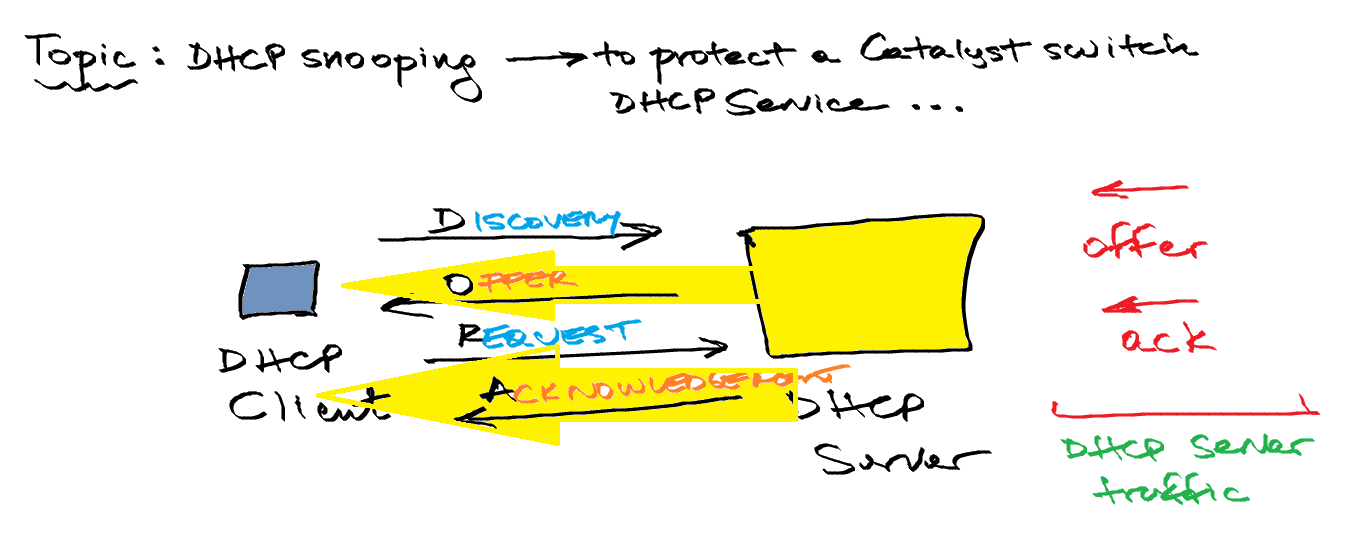 Topic: DHCP snooping → to protect a Catalyst switch
DHCP Service ...
DISCOVERY
OFFER
REQUEST
ACKNOWLEDGEMENT
DHCP
Client
DHCP
Server
offer
ack
DHCP Server
traffic